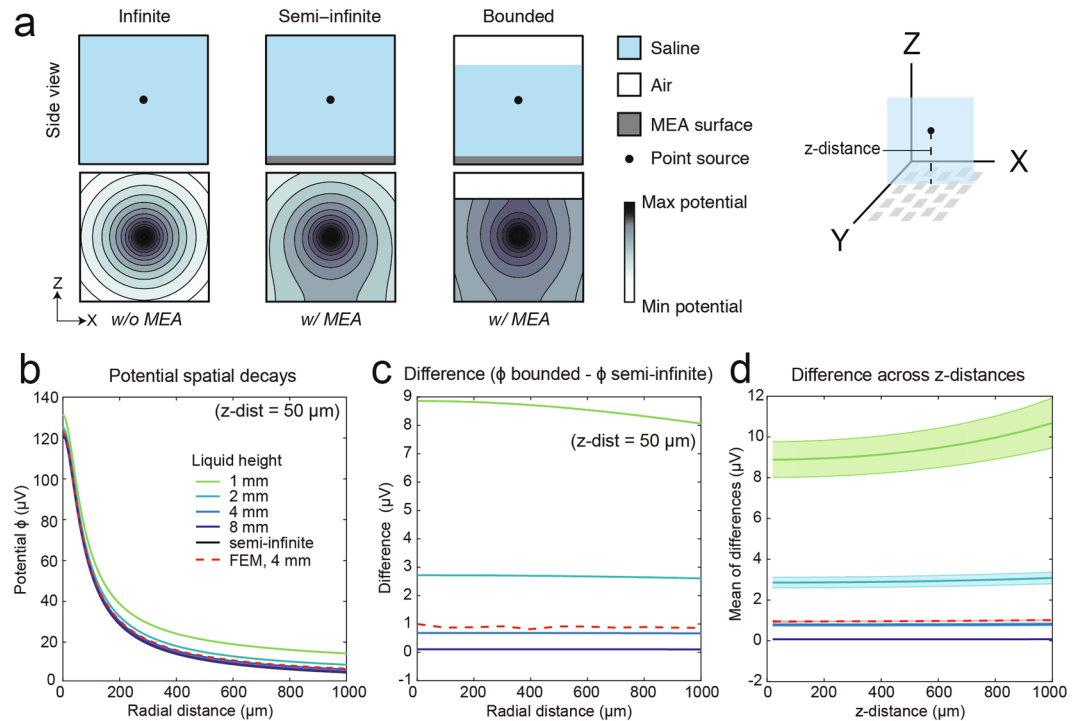 a
Infinite
Semi–infinite
Bounded
Side view
Saline
Air
MEA surface
Point source
Max potential
Min potential
Z
X
w/o MEA
w/ MEA
w/ MEA
Z
z-distance
X
Y
b
Potential spatial decays
(z-dist = 50 μm)
Liquid height
1 mm
2 mm
4 mm
8 mm
semi-infinite
FEM, 4 mm
Potential ϕ (μV)
140
120
100
80
60
40
20
0
0 200 400 600 800 1000
Radial distance (μm)
c
Difference (ϕ bounded - ϕ semi-infinite)
(z-dist = 50 μm)
Difference (μV)
9
8
7
6
5
4
3
2
1
0
-1
0 200 400 600 800 1000
Radial distance (μm)
d
Difference across z-distances
Mean of differences (μV)
12
10
8
6
4
2
0
-2
0 200 400 600 800 1000
z-distance (μm)